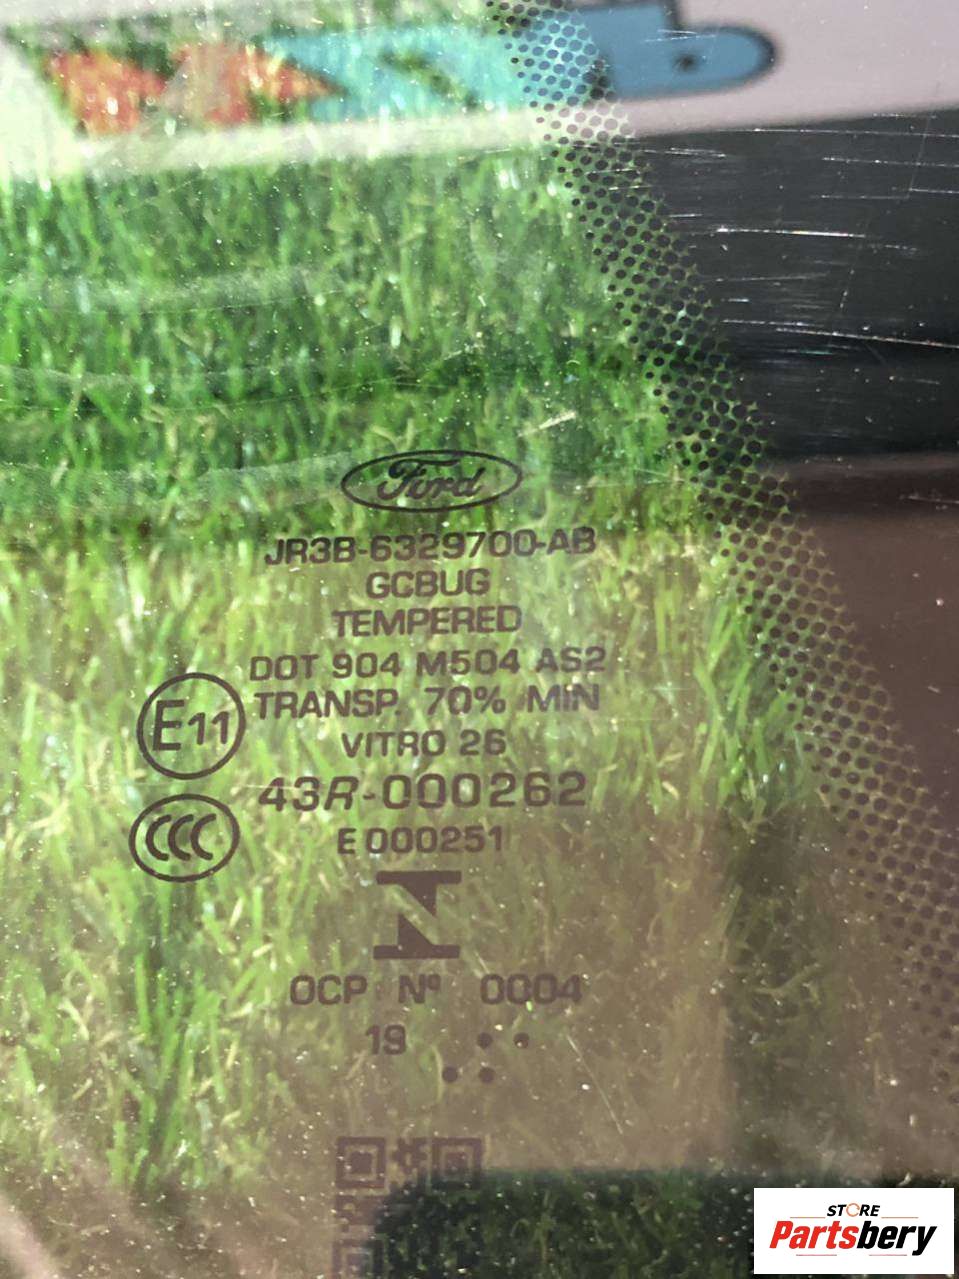 Ford
JR3B-6329700-AB
GCBUG
TEMPERED
DOT 904 M504 AS2
TRANSP. 70% MIN
E11
VITRO 26
43R-000262
CCC
E 000251
OCP Nº 0004
19
STORE
Partsbery